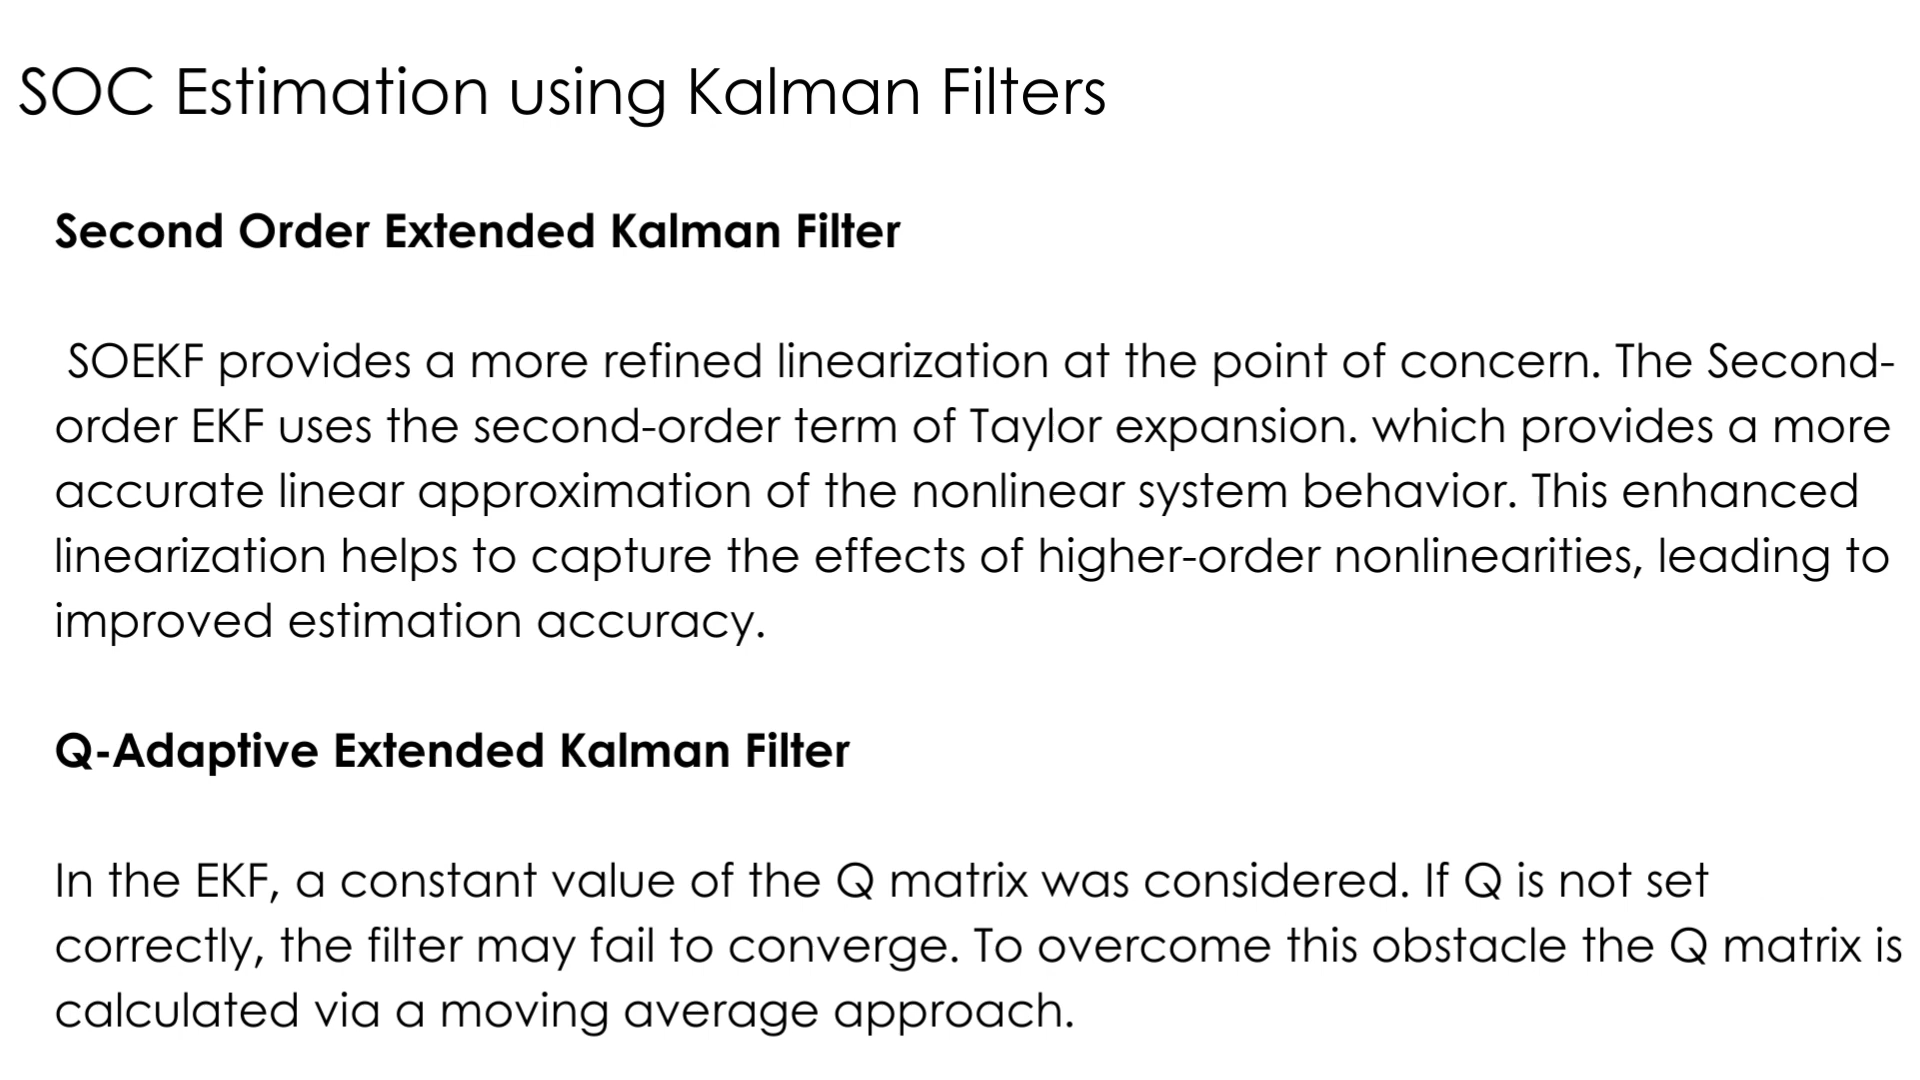 SOC Estimation using Kalman Filters
Second Order Extended Kalman Filter
SOEKF provides a more refined linearization at the point of concern. The Second-
order EKF uses the second-order term of Taylor expansion. which provides a more
accurate linear approximation of the nonlinear system behavior. This enhanced
linearization helps to capture the effects of higher-order nonlinearities, leading to
improved estimation accuracy.
Q-Adaptive Extended Kalman Filter
In the EKF, a constant value of the Q matrix was considered. If Q is not set
correctly, the filter may fail to converge. To overcome this obstacle the Q matrix is
calculated via a moving average approach.